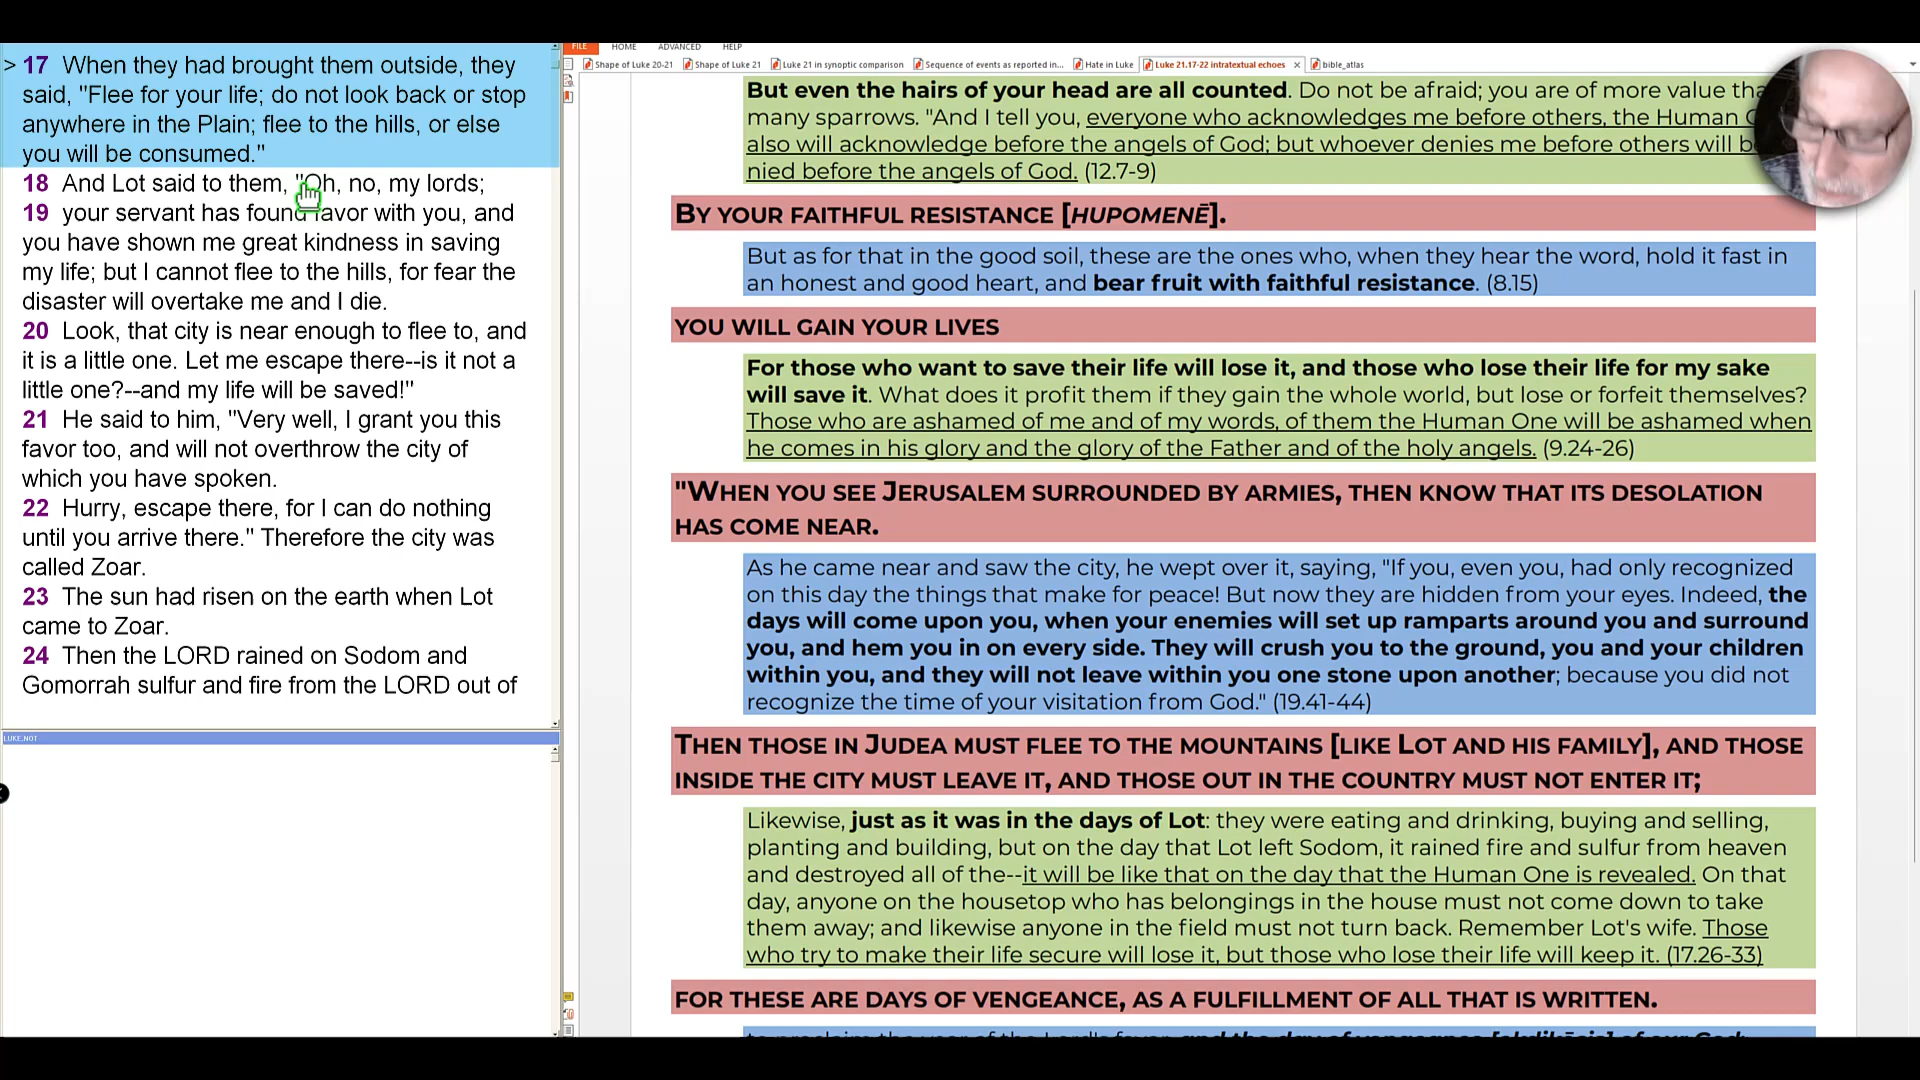 > 17 When they had brought them outside, they
said, "Flee for your life; do not look back or stop
anywhere in the Plain; flee to the hills, or else
you will be consumed."
18 And Lot said to them, "Oh, no, my lords;
19 your servant has found favor with you, and
you have shown me great kindness in saving
my life; but I cannot flee to the hills, for fear the
disaster will overtake me and I die.
20 Look, that city is near enough to flee to, and
it is a little one. Let me escape there--is it not a
little one?--and my life will be saved!"
21 He said to him, "Very well, I grant you this
favor too, and will not overthrow the city of
which you have spoken.
22 Hurry, escape there, for I can do nothing
until you arrive there." Therefore the city was
called Zoar.
23 The sun had risen on the earth when Lot
came to Zoar.
24 Then the LORD rained on Sodom and
Gomorrah sulfur and fire from the LORD out of
LUKE_NOT
FILE HOME ADVANCED HELP
Shape of Luke 20-21 Shape of Luke 21 Luke 21 in synoptic comparison Sequence of events as reported in... Hate in Luke Luke 21.17-22 intratextual echoes × bible_atlas
But even the hairs of your head are all counted. Do not be afraid; you are of more value
many sparrows. "And I tell you, everyone who acknowledges me before others, the Human
also will acknowledge before the angels of God; but whoever denies me before others will
nied before the angels of God. (12.7-9)
BY YOUR FAITHFUL RESISTANCE [HUPOMENĒ].
But as for that in the good soil, these are the ones who, when they hear the word, hold it fast in
an honest and good heart, and bear fruit with faithful resistance. (8.15)
YOU WILL GAIN YOUR LIVES
For those who want to save their life will lose it, and those who lose their life for my sake
will save it. What does it profit them if they gain the whole world, but lose or forfeit themselves?
Those who are ashamed of me and of my words, of them the Human One will be ashamed when
he comes in his glory and the glory of the Father and of the holy angels. (9.24-26)
"WHEN YOU SEE JERUSALEM SURROUNDED BY ARMIES, THEN KNOW THAT ITS DESOLATION
HAS COME NEAR.
As he came near and saw the city, he wept over it, saying, "If you, even you, had only recognized
on this day the things that make for peace! But now they are hidden from your eyes. Indeed, the
days will come upon you, when your enemies will set up ramparts around you and surround
you, and hem you in on every side. They will crush you to the ground, you and your children
within you, and they will not leave within you one stone upon another; because you did not
recognize the time of your visitation from God." (19.41-44)
THEN THOSE IN JUDEA MUST FLEE TO THE MOUNTAINS [LIKE LOT AND HIS FAMILY], AND THOSE
INSIDE THE CITY MUST LEAVE IT, AND THOSE OUT IN THE COUNTRY MUST NOT ENTER IT;
Likewise, just as it was in the days of Lot: they were eating and drinking, buying and selling,
planting and building, but on the day that Lot left Sodom, it rained fire and sulfur from heaven
and destroyed all of the--it will be like that on the day that the Human One is revealed. On that
day, anyone on the housetop who has belongings in the house must not come down to take
them away; and likewise anyone in the field must not turn back. Remember Lot's wife. Those
who try to make their life secure will lose it, but those who lose their life will keep it. (17.26-33)
FOR THESE ARE DAYS OF VENGEANCE, AS A FULFILLMENT OF ALL THAT IS WRITTEN.